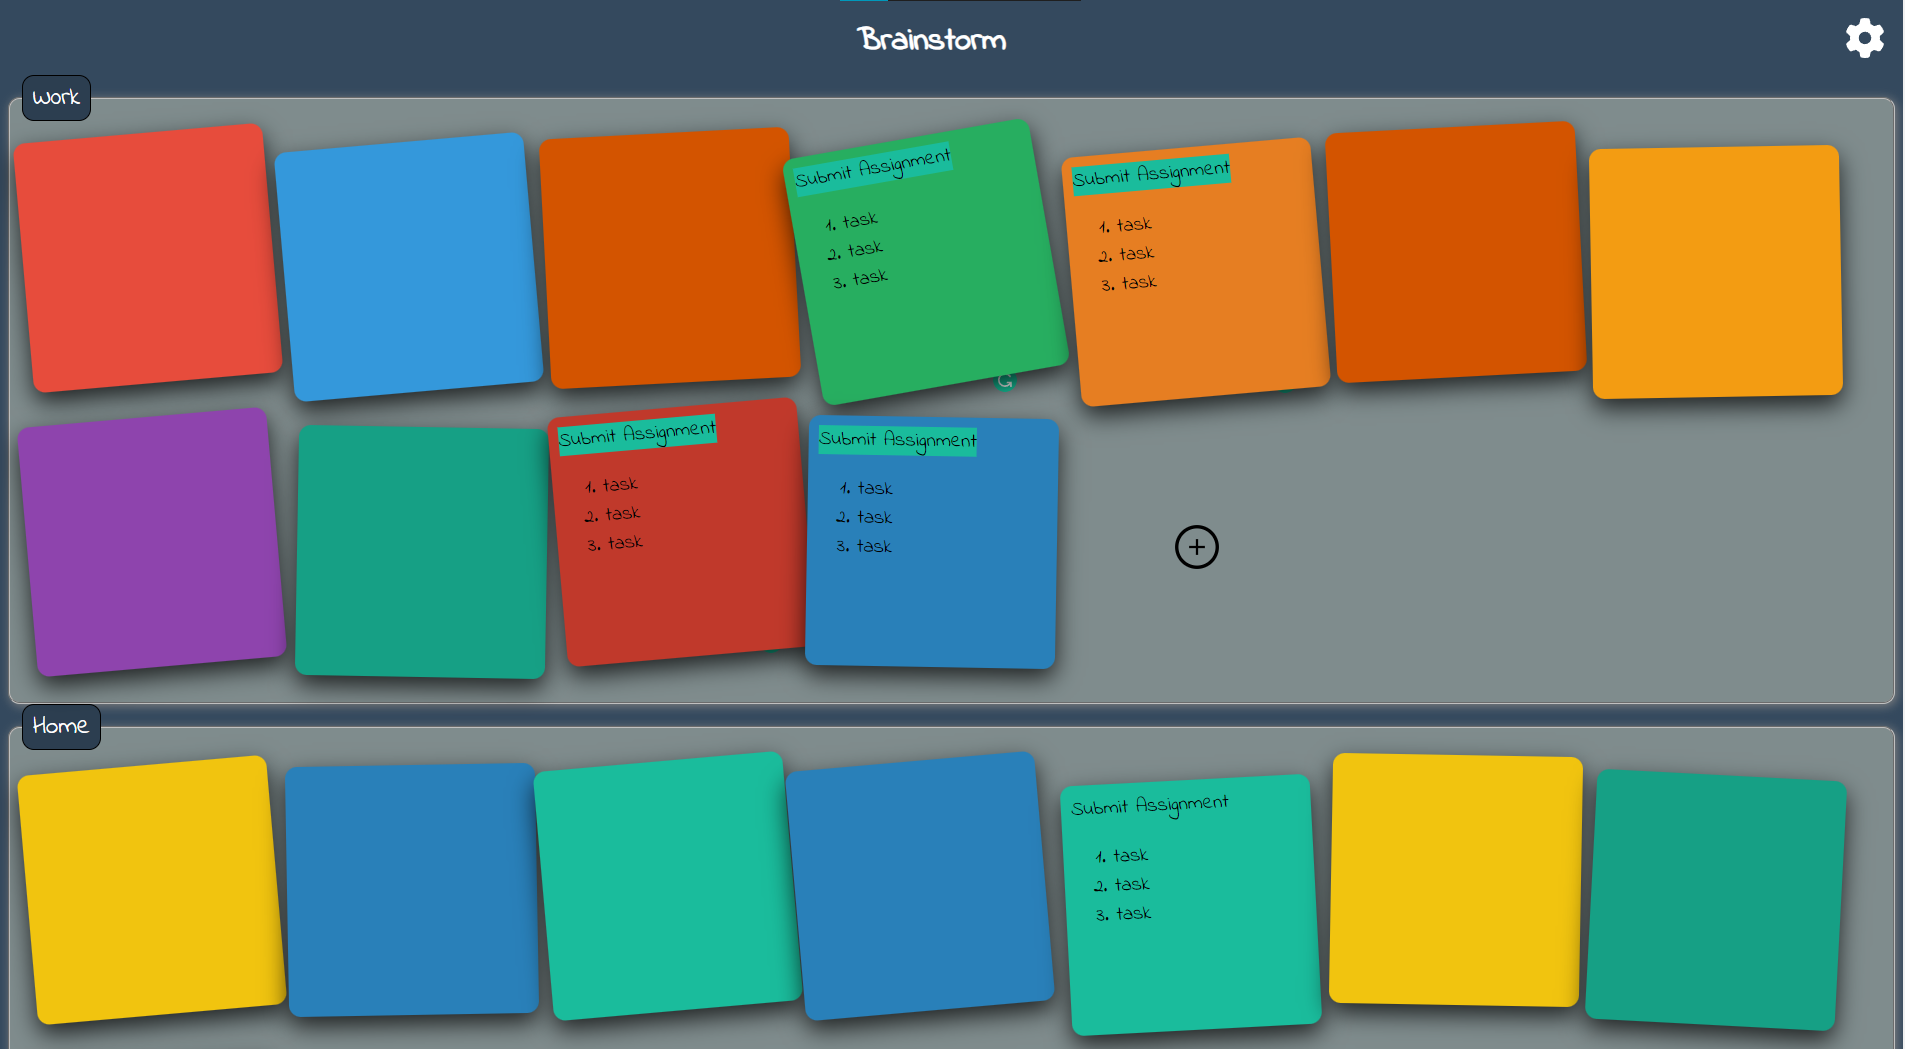 Brainstorm
Work
Submit Assignment
1. task
2. task
3. task
Submit Assignment
1. task
2. task
3. task
Submit Assignment
1. task
2. task
3. task
Submit Assignment
1. task
2. task
3. task
Home
Submit Assignment
1. task
2. task
3. task